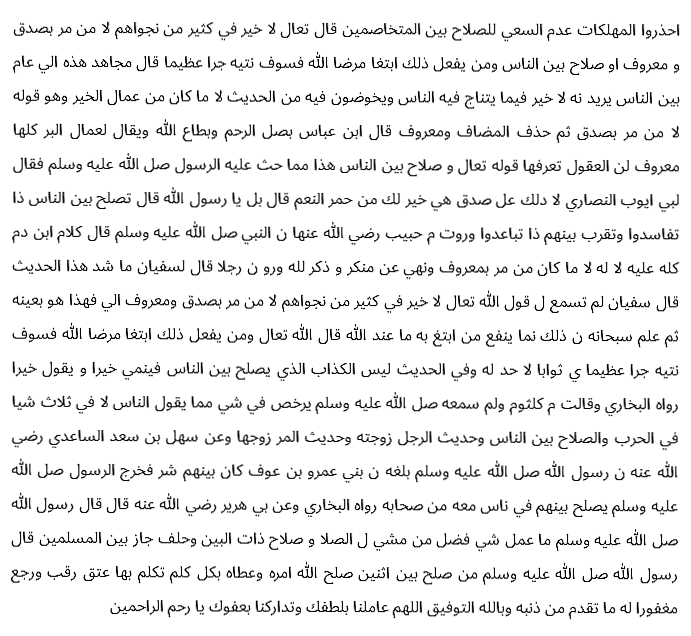 احذروا المهلكات عدم السعي للصلاح بين المتخاصمين قال تعال لا خير في كثير من نجواهم لا من مر بصدق
و معروف او صلاح بين الناس ومن يفعل ذلك ابتغا مرضا الله فسوف نتيه جرا عظيما قال مجاهد هذه الي عام
بين الناس يريد نه لا خير فيما يتناج فيه الناس ويخوضون فيه من الحديث لا ما كان من عمال الخير وهو قوله
لا من مر بصدق ثم حذف المضاف ومعروف قال ابن عباس بصل الرحم وبطاع الله ويقال لعمال البر كلها
معروف لن العقول تعرفها قوله تعال و صلاح بين الناس هذا مما حث عليه الرسول صل الله عليه وسلم فقال
لبي ايوب النصاري لا دلك عل صدق هي خير لك من حمر النعم قال بل يا رسول الله قال تصلح بين الناس ذا
تفاسدوا وتقرب بينهم ذا تباعدوا وروت م حبيب رضي الله عنها ن النبي صل الله عليه وسلم قال كلام ابن دم
كله عليه لا له لا ما كان من مر بمعروف ونهي عن منكر و ذكر لله ورو ن رجلا قال لسفيان ما شد هذا الحديث
قال سفيان لم تسمع ل قول الله تعال لا خير في كثير من نجواهم لا من مر بصدق ومعروف الي فهذا هو بعينه
ثم علم سبحانه ن ذلك نما ينفع من ابتغ به ما عند الله قال الله تعال ومن يفعل ذلك ابتغا مرضا الله فسوف
نتيه جرا عظيما ي ثوابا لا حد له وفي الحديث ليس الكذاب الذي يصلح بين الناس فينمي خيرا و يقول خيرا
رواه البخاري وقالت م كلثوم ولم سمعه صل الله عليه وسلم يرخص في شي مما يقول الناس لا في ثلاث شيا
في الحرب والصلاح بين الناس وحديث الرجل زوجته وحديث المر زوجها وعن سهل بن سعد الساعدي رضي
الله عنه ن رسول الله صل الله عليه وسلم بلغه ن بني عمرو بن عوف كان بينهم شر فخرج الرسول صل الله
عليه وسلم يصلح بينهم في ناس معه من صحابه رواه البخاري وعن بي هرير رضي الله عنه قال قال رسول الله
صل الله عليه وسلم ما عمل شي فضل من مشي ل الصلا و صلاح ذات البين وحلف جاز بين المسلمين قال
رسول الله صل الله عليه وسلم من صلح بين اثنين صلح الله امره وعطاه بكل كلم تكلم بها عتق رقب ورجع
مغفورا له ما تقدم من ذنبه وبالله التوفيق اللهم عاملنا بلطفك وتداركنا بعفوك يا رحم الراحمين